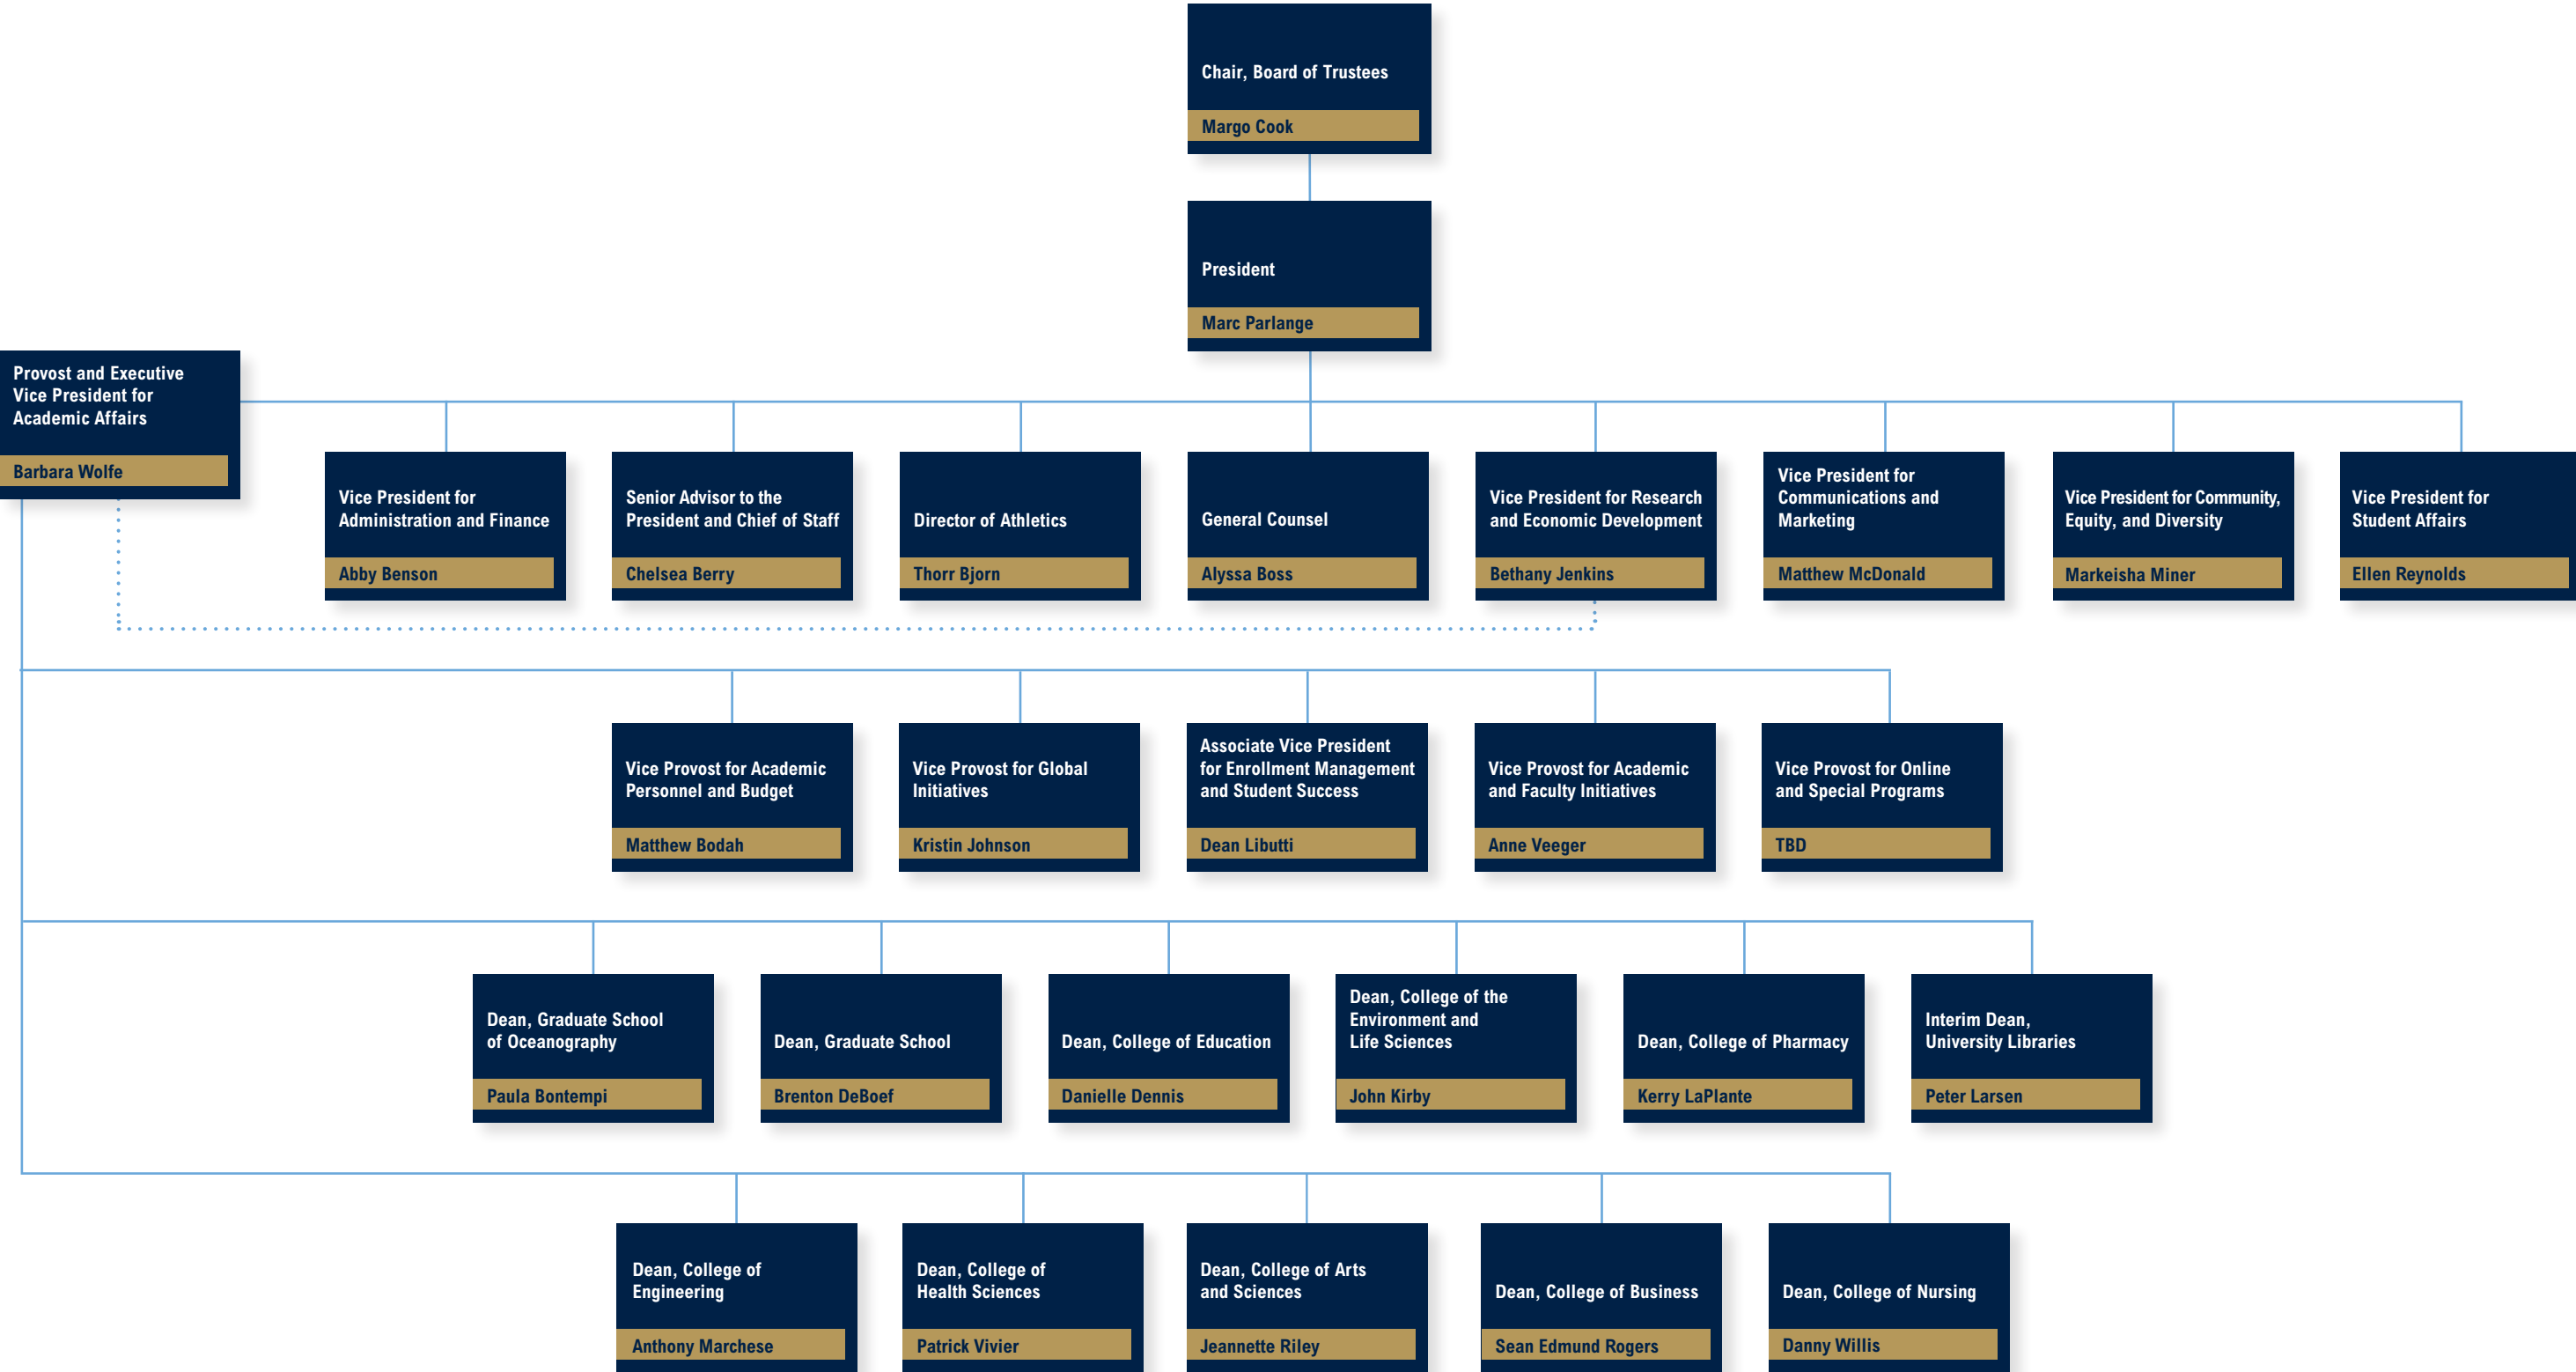 Chair, Board of Trustees
Margo Cook
President
Marc Parlange
Provost and Executive
Vice President for
Academic Affairs
Barbara Wolfe
Vice President for
Administration and Finance
Abby Benson
Senior Advisor to the
President and Chief of Staff
Chelsea Berry
Director of Athletics
Thorr Bjorn
General Counsel
Alyssa Boss
Vice President for Research
and Economic Development
Bethany Jenkins
Vice President for
Communications and
Marketing
Matthew McDonald
Vice President for Community,
Equity, and Diversity
Markeisha Miner
Vice President for
Student Affairs
Ellen Reynolds
Vice Provost for Academic
Personnel and Budget
Matthew Bodah
Vice Provost for Global
Initiatives
Kristin Johnson
Associate Vice President
for Enrollment Management
and Student Success
Dean Libutti
Vice Provost for Academic
and Faculty Initiatives
Anne Veeger
Vice Provost for Online
and Special Programs
TBD
Dean, Graduate School
of Oceanography
Paula Bontempi
Dean, Graduate School
Brenton DeBoef
Dean, College of Education
Danielle Dennis
Dean, College of the
Environment and
Life Sciences
John Kirby
Dean, College of Pharmacy
Kerry LaPlante
Interim Dean,
University Libraries
Peter Larsen
Dean, College of
Engineering
Anthony Marchese
Dean, College of
Health Sciences
Patrick Vivier
Dean, College of Arts
and Sciences
Jeannette Riley
Dean, College of Business
Sean Edmund Rogers
Dean, College of Nursing
Danny Willis